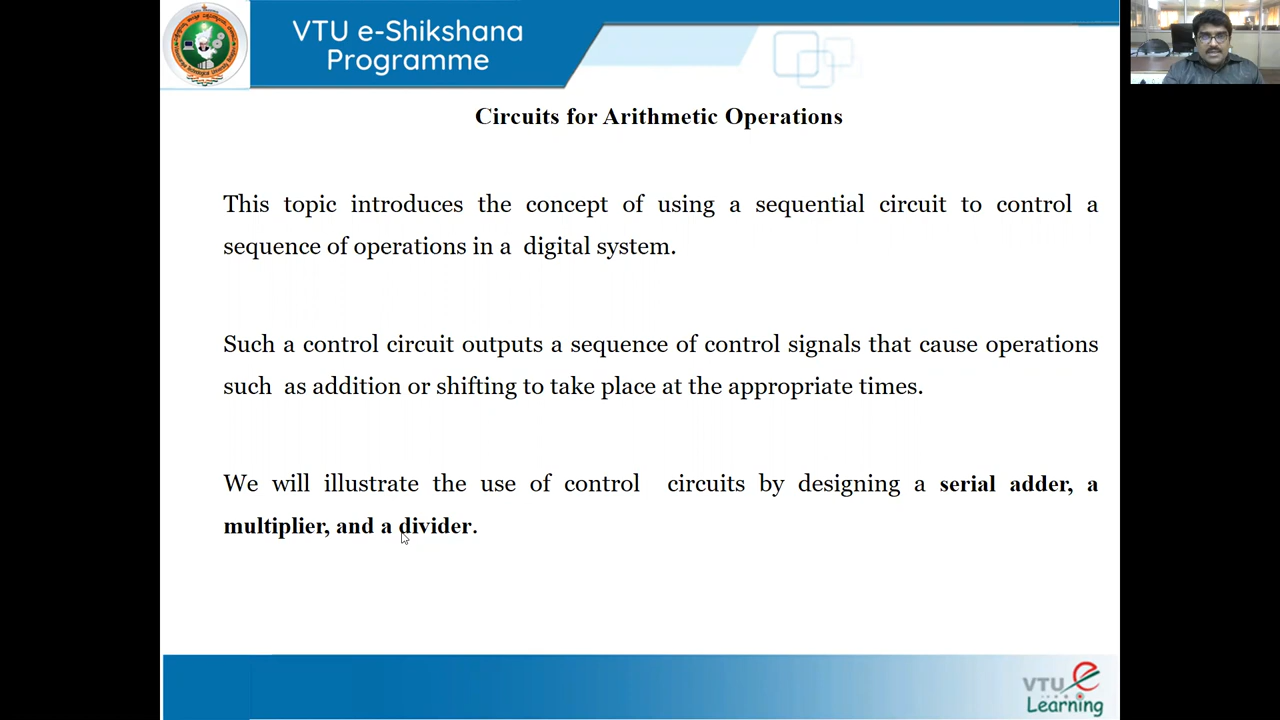 VTU e-Shikshana
Programme
Circuits for Arithmetic Operations
This topic introduces the concept of using a sequential circuit to control a
sequence of operations in a digital system.
Such a control circuit outputs a sequence of control signals that cause operations
such as addition or shifting to take place at the appropriate times.
We will illustrate the use of control circuits by designing a serial adder, a
multiplier, and a divider.
VTU e
Learning